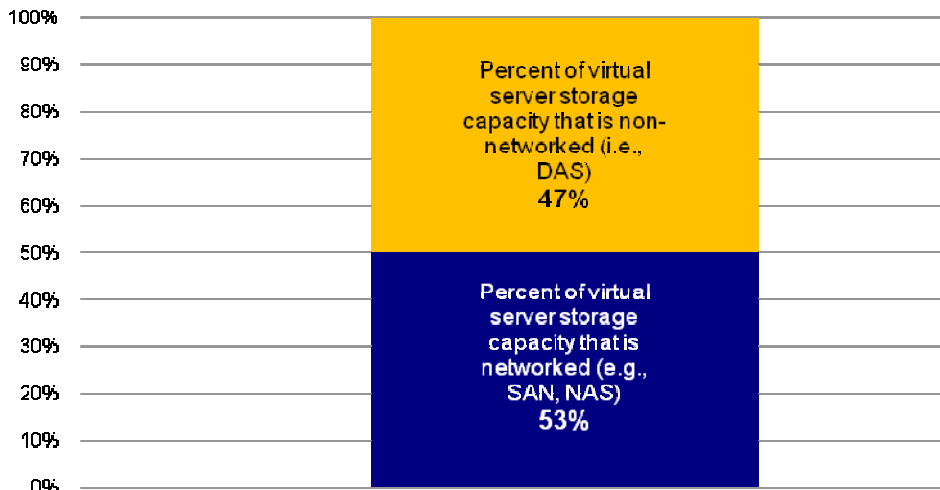 100%
90%
80%
70%
60%
50%
40%
30%
20%
10%
0%
Percent of virtual
server storage
capacity that is non-
networked (i.e.,
DAS)
47%
Percent of virtual
server storage
capacity that is
networked (e.g.,
SAN, NAS)
53%